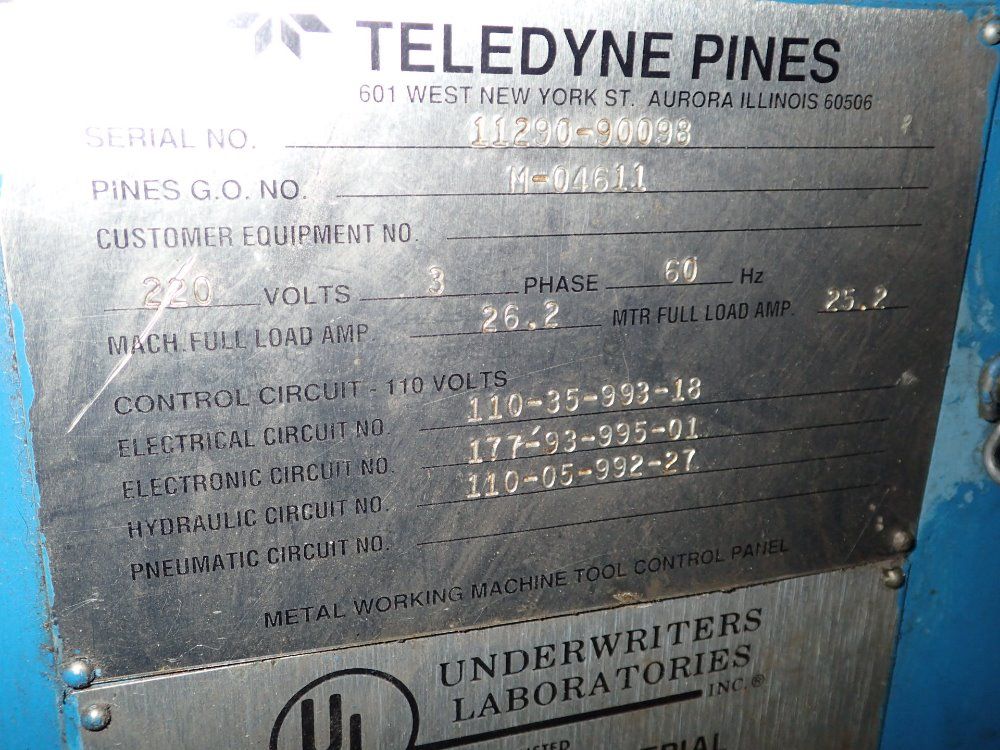 TELEDYNE PINES
601 WEST NEW YORK ST. AURORA ILLINOIS 60506
SERIAL NO. 11290-90098
PINES G.O. NO. M-04611
CUSTOMER EQUIPMENT NO.
220 VOLTS 3 PHASE 60 Hz
MACH. FULL LOAD AMP 26.2 MTR FULL LOAD AMP. 25.2
CONTROL CIRCUIT - 110 VOLTS
ELECTRICAL CIRCUIT NO. 110-35-993-18
ELECTRONIC CIRCUIT NO. 177-93-995-01
HYDRAULIC CIRCUIT NO. 110-05-992-27
PNEUMATIC CIRCUIT NO.
METAL WORKING MACHINE TOOL CONTROL PANEL
UL
UNDERWRITERS
LABORATORIES
INC.®